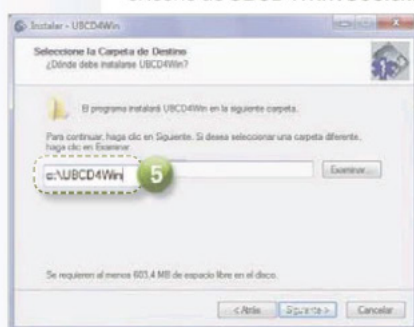 Instalar - UBCD4Win
Seleccione la Carpeta de Destino
¿Dónde debe instalarse UBCD4Win?
El programa instalará UBCD4Win en la siguiente carpeta.
Para continuar, haga clic en Siguiente. Si desea seleccionar una carpeta diferente,
haga clic en Examinar.
c:\UBCD4Win
5
Examinar...
Se requieren al menos 603,4 MB de espacio libre en el disco.
< Atrás Siguiente > Cancelar